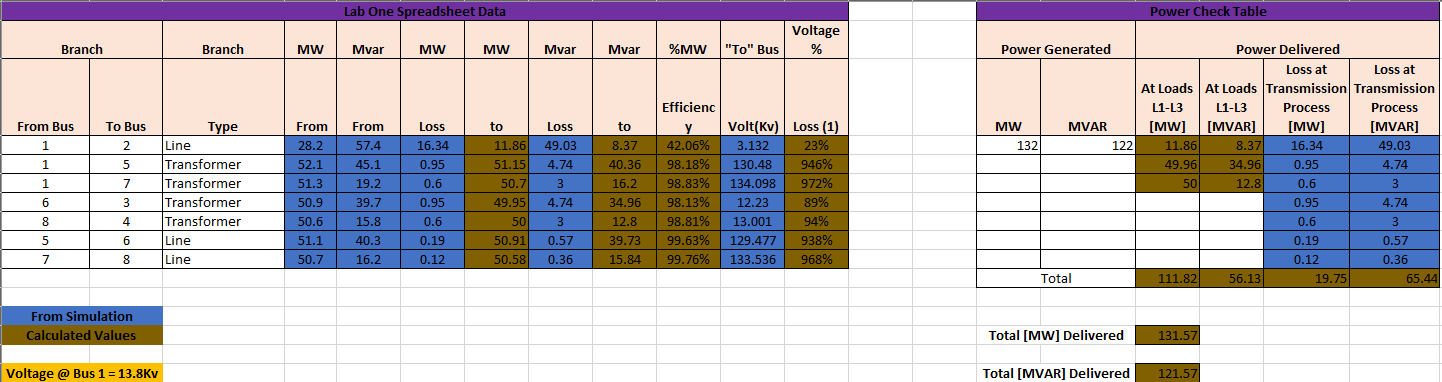 Lab One Spreadsheet Data Power Check Table
Branch Branch MW Mvar MW MW Mvar Mvar %MW "To" Bus Voltage % Power Generated Power Delivered
From Bus To Bus Type From From Loss to Loss to Efficiency Volt(Kv) Loss (1) MW MVAR At Loads L1-L3 [MW] At Loads L1-L3 [MVAR] Loss at Transmission Process [MW] Loss at Transmission Process [MVAR]
1 2 Line 28.2 57.4 16.34 11.86 49.03 8.37 42.06% 3.132 23% 132 122 11.86 8.37 16.34 49.03
1 5 Transformer 52.1 45.1 0.95 51.15 4.74 40.36 98.18% 130.48 946% 49.96 34.96 0.95 4.74
1 7 Transformer 51.3 19.2 0.6 50.7 3 16.2 98.83% 134.098 972% 50 12.8 0.6 3
6 3 Transformer 50.9 39.7 0.95 49.95 4.74 34.96 98.13% 12.23 89% 0.95 4.74
8 4 Transformer 50.6 15.8 0.6 50 3 12.8 98.81% 13.001 94% 0.6 3
5 6 Line 51.1 40.3 0.19 50.91 0.57 39.73 99.63% 129.477 938% 0.19 0.57
7 8 Line 50.7 16.2 0.12 50.58 0.36 15.84 99.76% 133.536 968% 0.12 0.36
Total 111.82 56.13 19.75 65.44
From Simulation
Calculated Values Total [MW] Delivered 131.57
Voltage @ Bus 1 = 13.8Kv Total [MVAR] Delivered 121.57